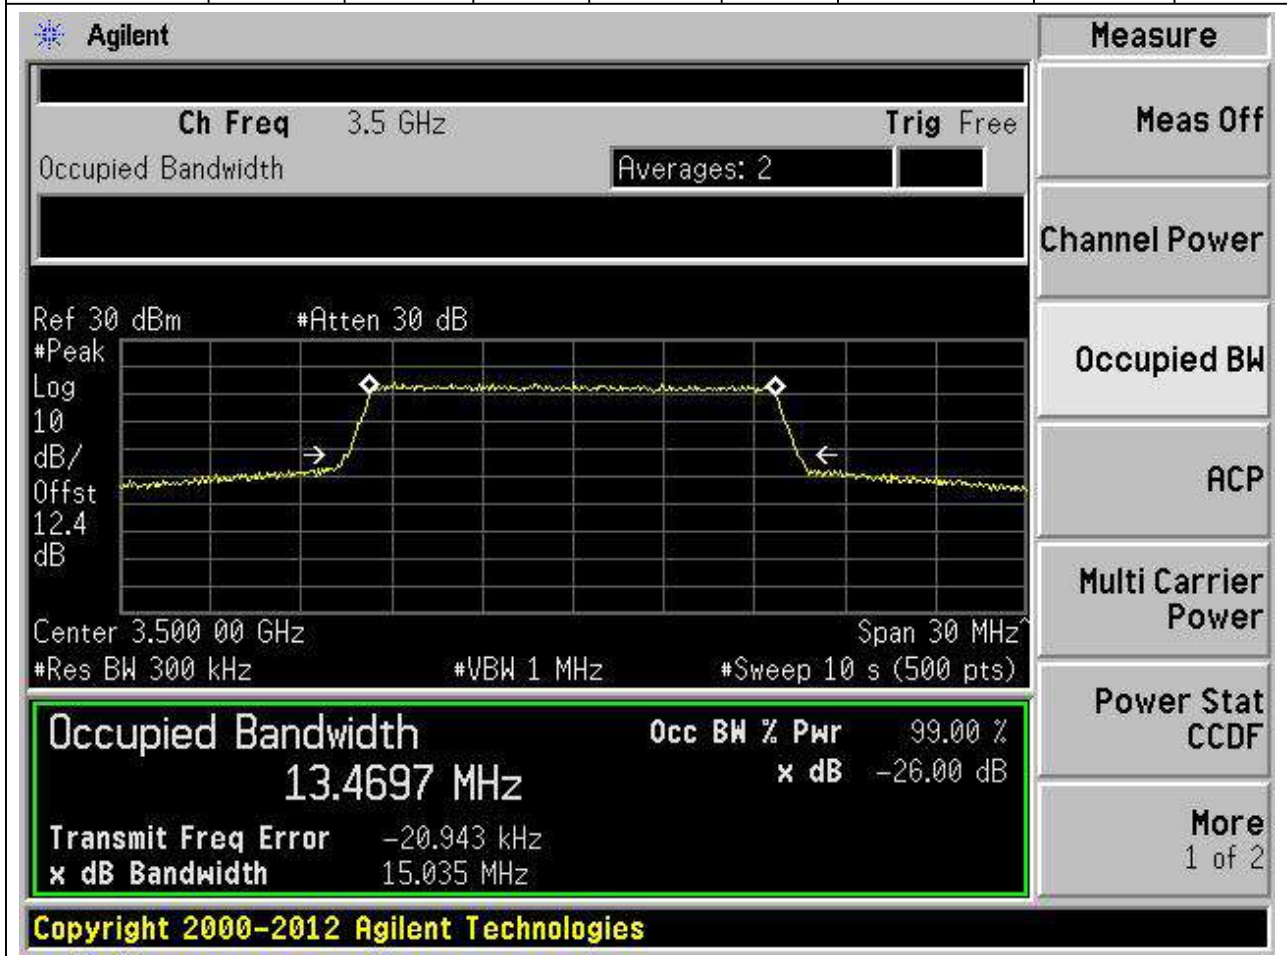 Agilent
Measure
Ch Freq 3.5 GHz Trig Free
Meas Off
Occupied Bandwidth Averages: 2
Channel Power
Ref 30 dBm #Atten 30 dB
#Peak
Log
10
dB/
Offst
12.4
dB
Occupied BW
ACP
Multi Carrier
Power
Center 3.500 00 GHz Span 30 MHz^
#Res BW 300 kHz #VBW 1 MHz #Sweep 10 s (500 pts)
Power Stat
CCDF
Occupied Bandwidth Occ BW % Pwr 99.00 %
13.4697 MHz x dB -26.00 dB
Transmit Freq Error -20.943 kHz
x dB Bandwidth 15.035 MHz
More
1 of 2
Copyright 2000-2012 Agilent Technologies